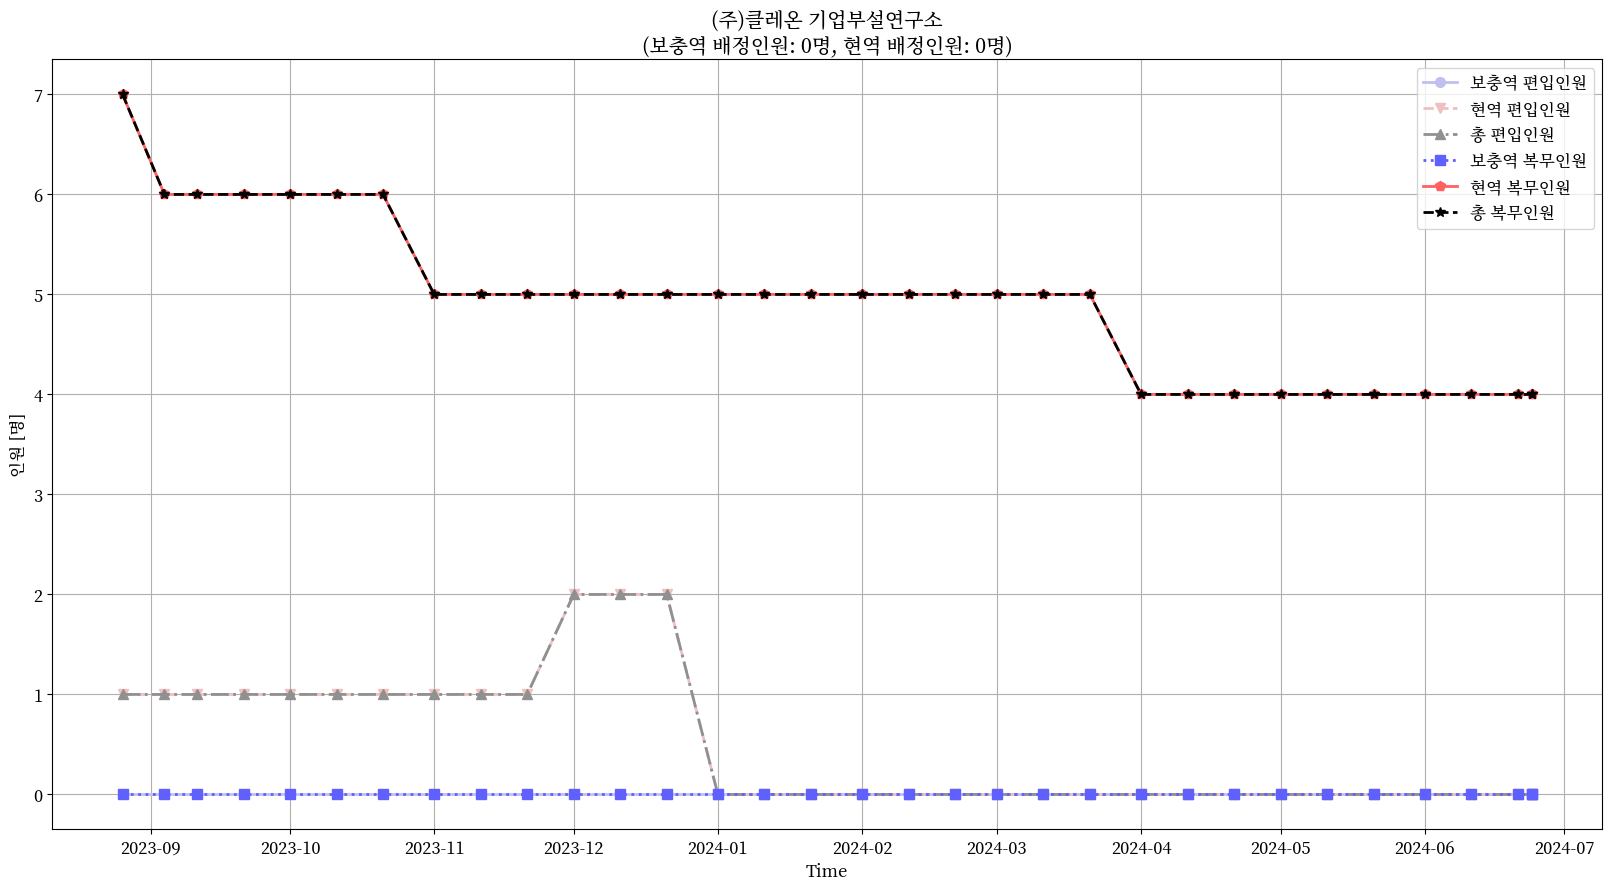 (주)클레온 기업부설연구소
(보충역 배정인원: 0명, 현역 배정인원: 0명)
보충역 편입인원
현역 편입인원
총 편입인원
보충역 복무인원
현역 복무인원
총 복무인원
인원 [명]
7
6
5
4
3
2
1
0
2023-09 2023-10 2023-11 2023-12 2024-01 2024-02 2024-03 2024-04 2024-05 2024-06 2024-07
Time